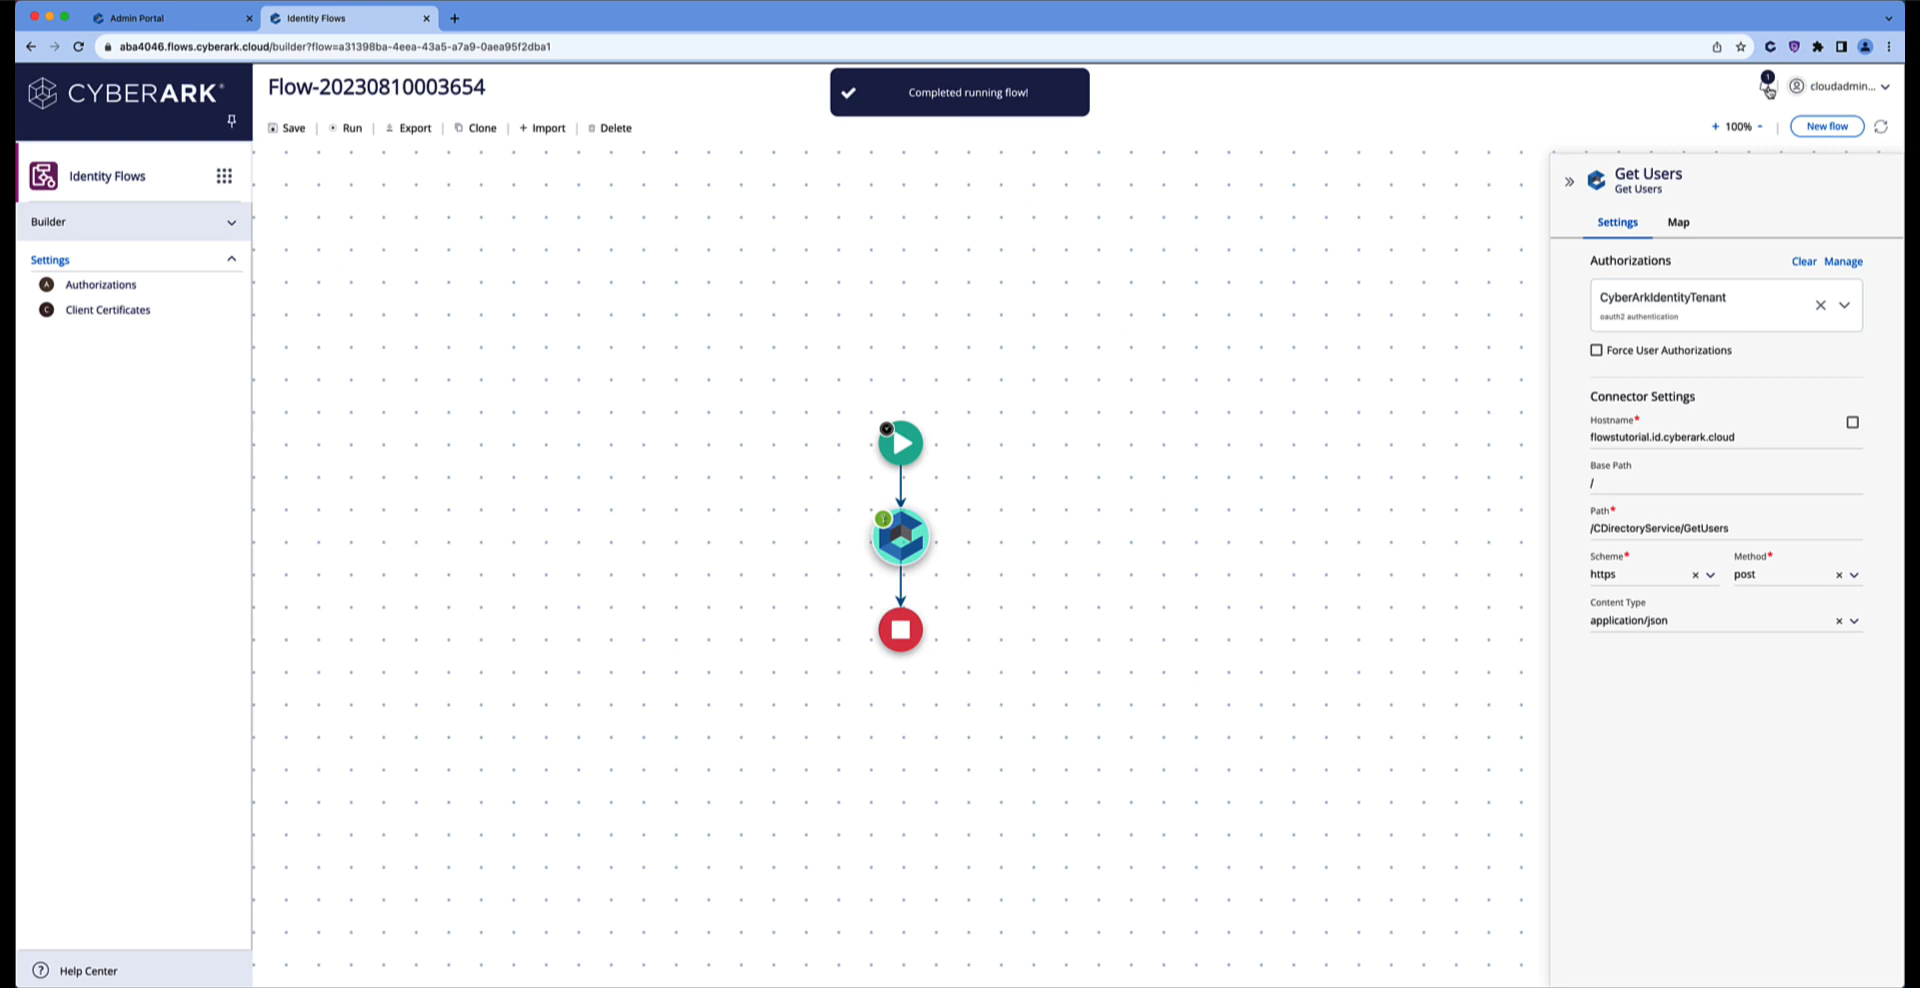 Admin Portal
Identity Flows
aba4046.flows.cyberark.cloud/builder?flow=a31398ba-4eea-43a5-a7a9-0aea95f2dba1
CYBERARK®
Flow-20230810003654
Completed running flow!
1
cloudadmin...
Save | Run | Export | Clone | + Import | Delete
+ 100% - |
New flow
Identity Flows
Builder
Settings
A Authorizations
C Client Certificates
Help Center
Get Users
Get Users
Settings
Map
Authorizations
Clear Manage
CyberArkIdentityTenant
oauth2 authentication
Force User Authorizations
Connector Settings
Hostname*
flowstutorial.id.cyberark.cloud
Base Path
/
Path*
/CDirectoryService/GetUsers
Scheme* Method*
https post
Content Type
application/json